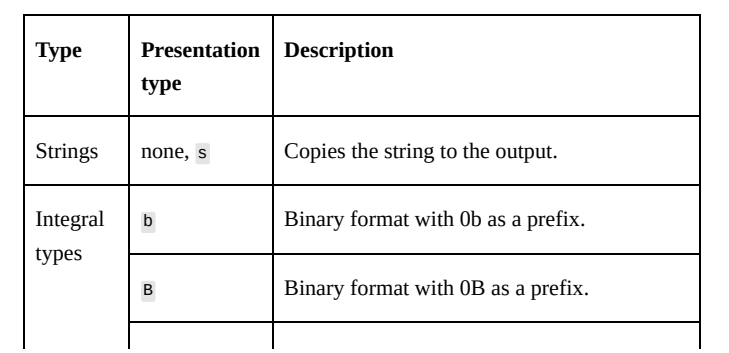 Type Presentation type Description
Strings none, s Copies the string to the output.
Integral types b Binary format with 0b as a prefix.
B Binary format with 0B as a prefix.